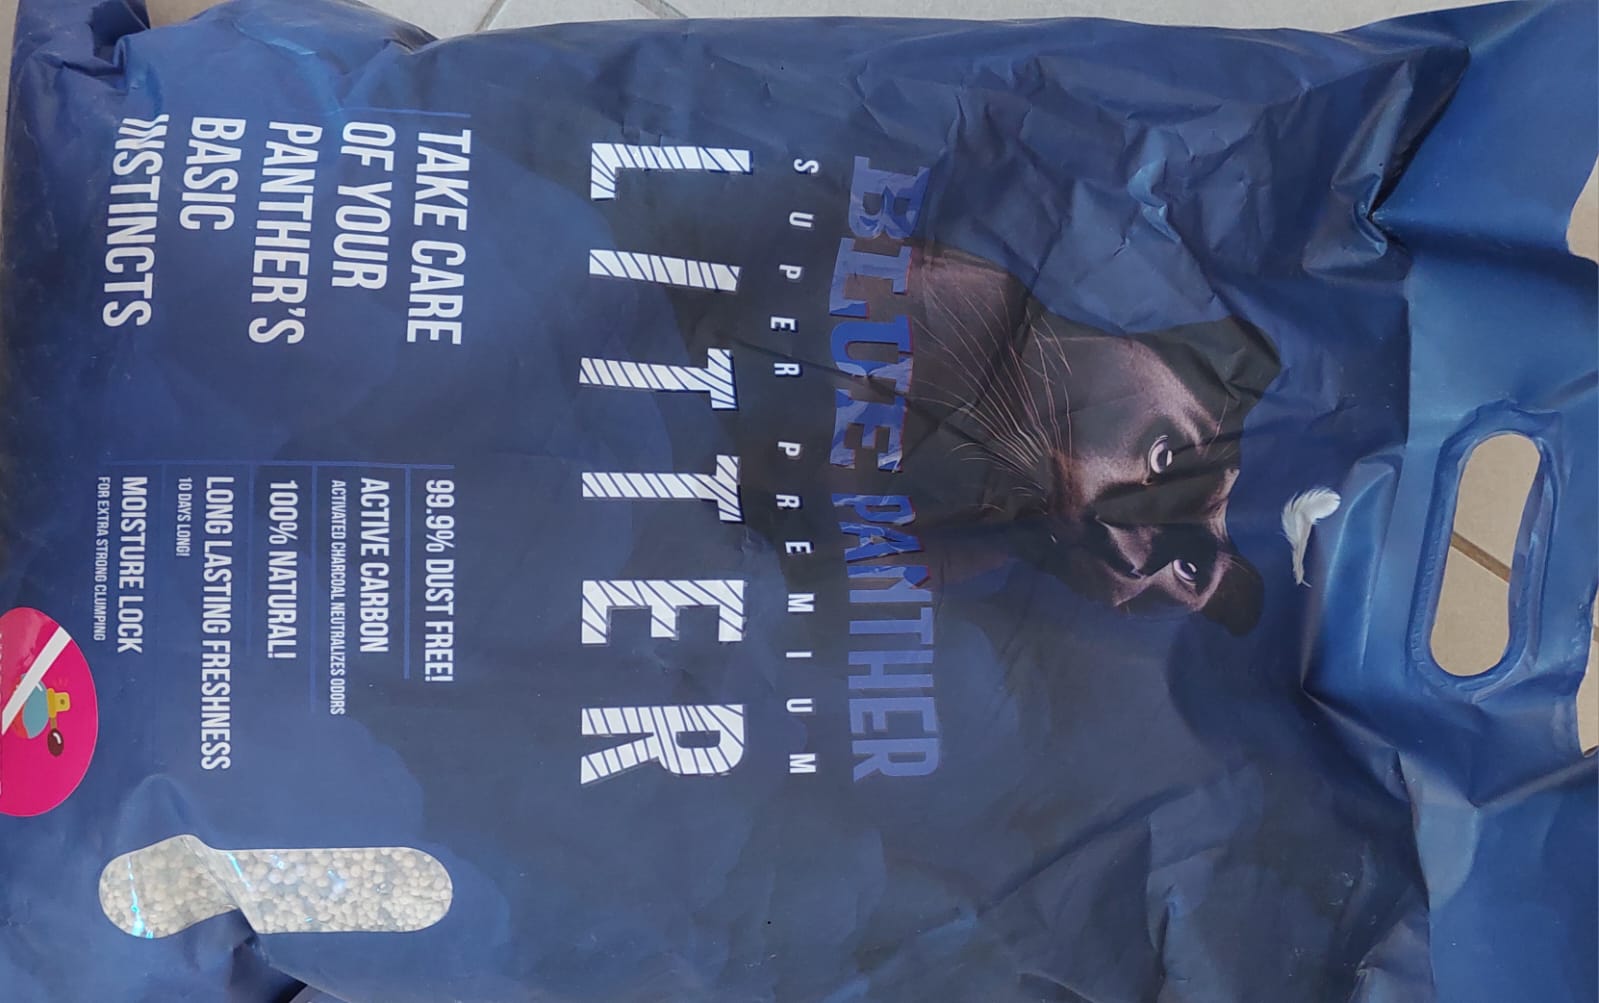 BLUE PANTHER
SUPER PREMIUM
LITTER
TAKE CARE
OF YOUR
PANTHER'S
BASIC
INSTINCTS
99.9% DUST FREE!
ACTIVE CARBON
ACTIVATED CHARCOAL NEUTRALIZES ODORS
100% NATURAL!
LONG LASTING FRESHNESS
10 DAYS LONG!
MOISTURE LOCK
FOR EXTRA STRONG CLUMPING